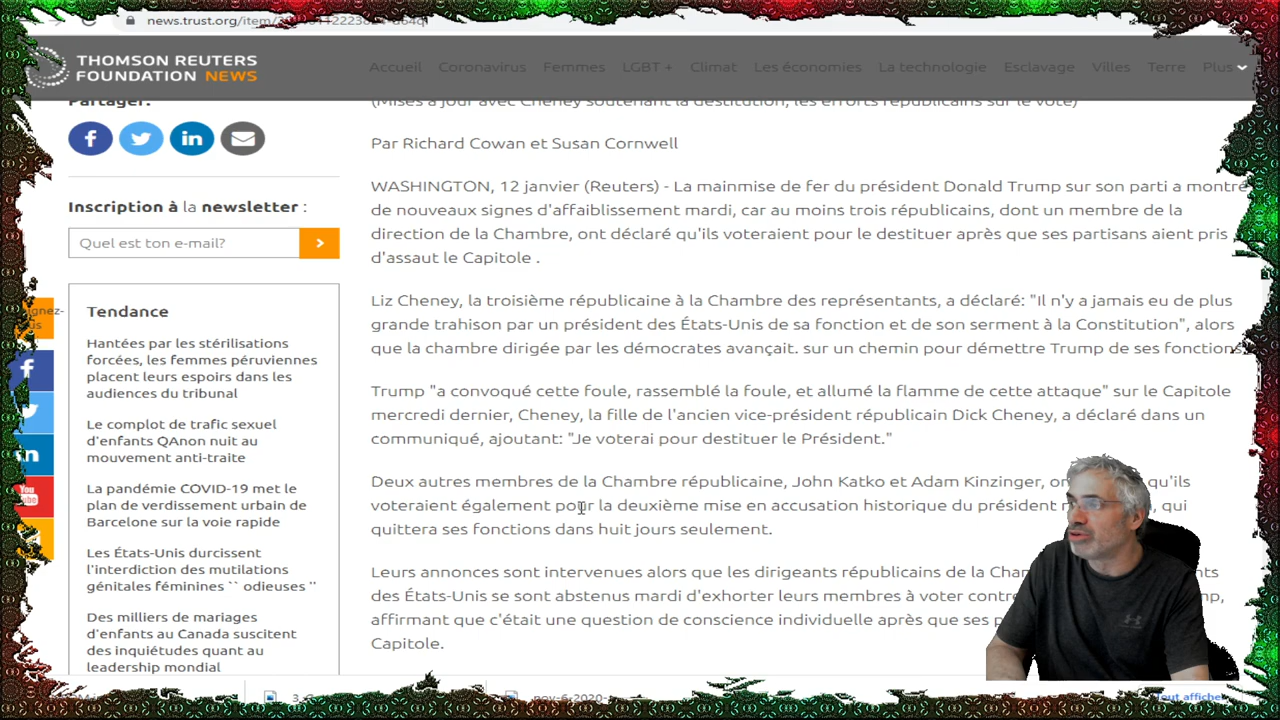 news.trust.org/item/
THOMSON REUTERS
FOUNDATION NEWS
Accueil Coronavirus Femmes LGBT + Climat Les économies La technologie Esclavage Villes Terre Plus
Partager:
Inscription à la newsletter :
Quel est ton e-mail?
Tendance
Hantées par les stérilisations
forcées, les femmes péruviennes
placent leurs espoirs dans les
audiences du tribunal
Le complot de trafic sexuel
d'enfants QAnon nuit au
mouvement anti-traite
La pandémie COVID-19 met le
plan de verdissement urbain de
Barcelone sur la voie rapide
Les États-Unis durcissent
l'interdiction des mutilations
génitales féminines `` odieuses ''
Des milliers de mariages
d'enfants au Canada suscitent
des inquiétudes quant au
leadership mondial
(Mises à jour avec Cheney soutenant la destitution, les efforts républicains sur le vote)
Par Richard Cowan et Susan Cornwell
WASHINGTON, 12 janvier (Reuters) - La mainmise de fer du président Donald Trump sur son parti a montré
de nouveaux signes d'affaiblissement mardi, car au moins trois républicains, dont un membre de la
direction de la Chambre, ont déclaré qu'ils voteraient pour le destituer après que ses partisans aient pris
d'assaut le Capitole .
Liz Cheney, la troisième républicaine à la Chambre des représentants, a déclaré: "Il n'y a jamais eu de plus
grande trahison par un président des États-Unis de sa fonction et de son serment à la Constitution", alors
que la chambre dirigée par les démocrates avançait. sur un chemin pour démettre Trump de ses fonctions.
Trump "a convoqué cette foule, rassemblé la foule, et allumé la flamme de cette attaque" sur le Capitole
mercredi dernier, Cheney, la fille de l'ancien vice-président républicain Dick Cheney, a déclaré dans un
communiqué, ajoutant: "Je voterai pour destituer le Président."
Deux autres membres de la Chambre républicaine, John Katko et Adam Kinzinger, qu'ils
voteraient également pour la deuxième mise en accusation historique du président qui
quittera ses fonctions dans huit jours seulement.
Leurs annonces sont intervenues alors que les dirigeants républicains de la
des États-Unis se sont abstenus mardi d'exhorter leurs membres à voter
affirmant que c'était une question de conscience individuelle après que ses
Capitole.
nov-6-2020-
Tout afficher